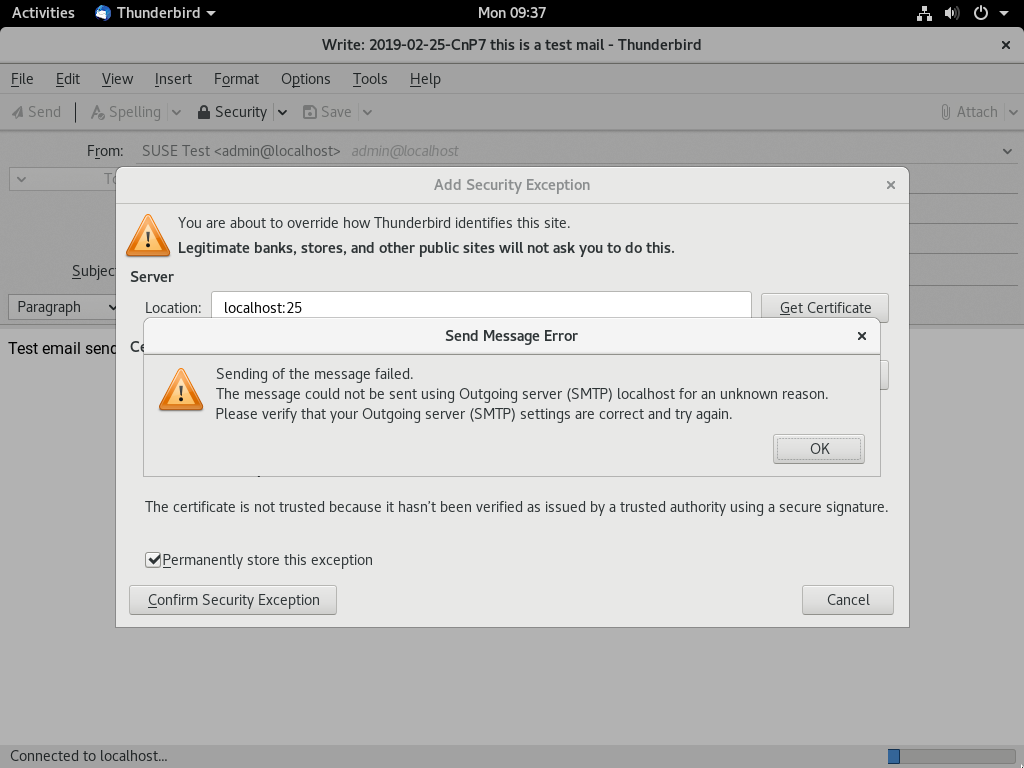 Activities Thunderbird Mon 09:37
Write: 2019-02-25-CnP7 this is a test mail - Thunderbird
File Edit View Insert Format Options Tools Help
Send Spelling Security Save Attach
From: SUSE Test <admin@localhost> admin@localhost
Add Security Exception
You are about to override how Thunderbird identifies this site.
Legitimate banks, stores, and other public sites will not ask you to do this.
Server
Location: localhost:25 Get Certificate
Paragraph
Test email
Send Message Error
Sending of the message failed.
The message could not be sent using Outgoing server (SMTP) localhost for an unknown reason.
Please verify that your Outgoing server (SMTP) settings are correct and try again.
OK
The certificate is not trusted because it hasn't been verified as issued by a trusted authority using a secure signature.
Permanently store this exception
Confirm Security Exception Cancel
Connected to localhost...